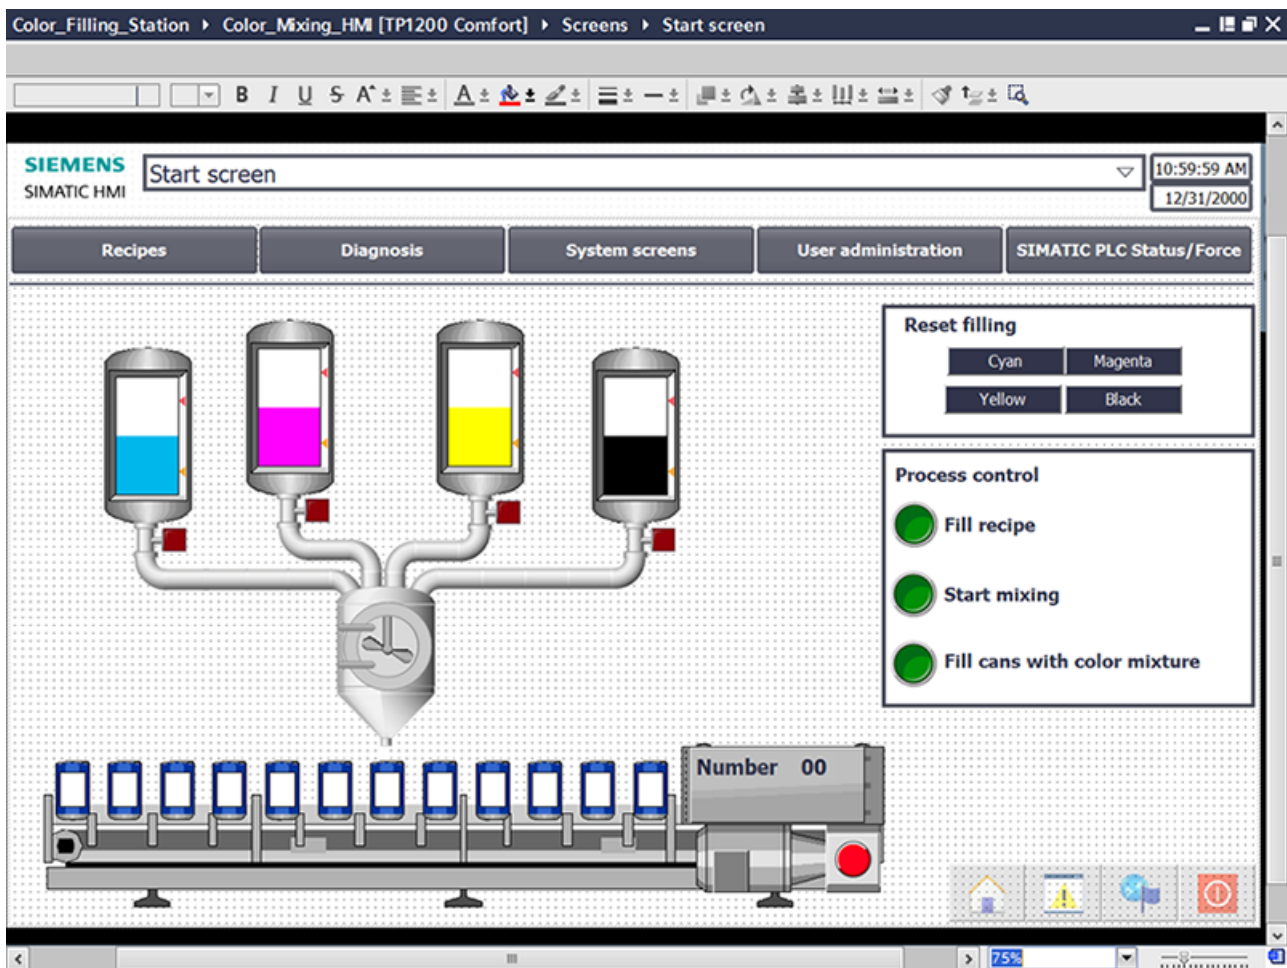 Color_Filling_Station ▸ Color_Mixing_HMI [TP1200 Comfort] ▸ Screens ▸ Start screen
B I U S A A
SIEMENS
SIMATIC HMI
Start screen
10:59:59 AM
12/31/2000
Recipes
Diagnosis
System screens
User administration
SIMATIC PLC Status/Force
Reset filling
Cyan
Magenta
Yellow
Black
Process control
Fill recipe
Start mixing
Fill cans with color mixture
Number 00
75%